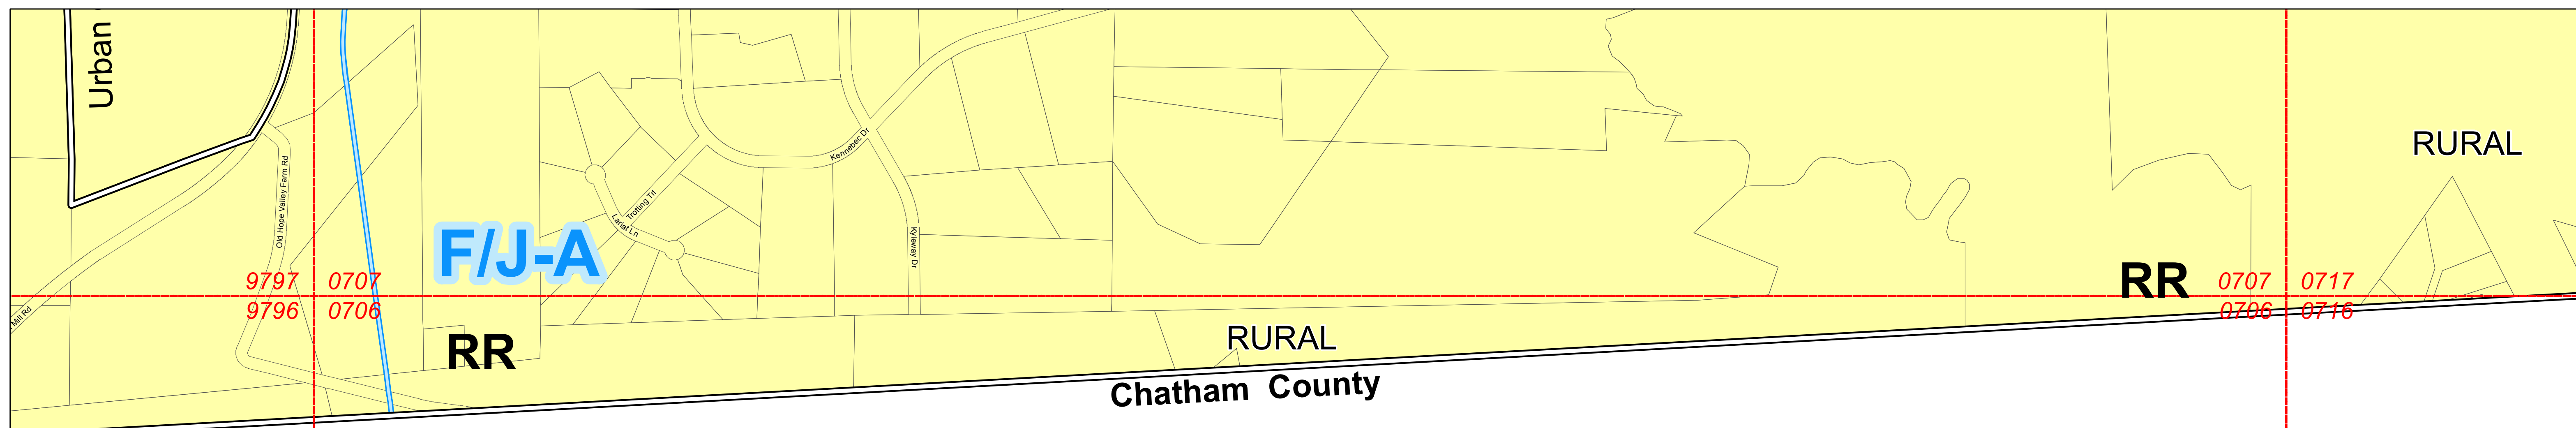 Urban
RURAL
Kennebec Dr
Old Hope Valley Farm Rd
Trotting Trl
Lariat Ln
Kyleway Dr
F/J-A
9797 0707
RR
0707 0717
9796 0706
0706 0716
Mill Rd
RR
RURAL
Chatham County